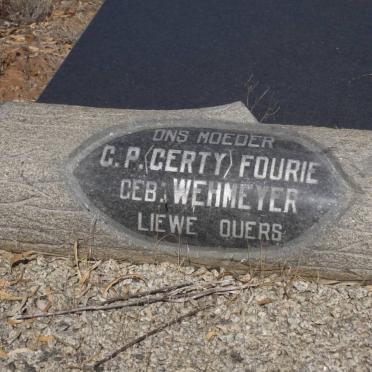 ONS MOEDER
C.P. (CERTY) FOURIE
GEB. WEHMEYER
LIEWE OUERS